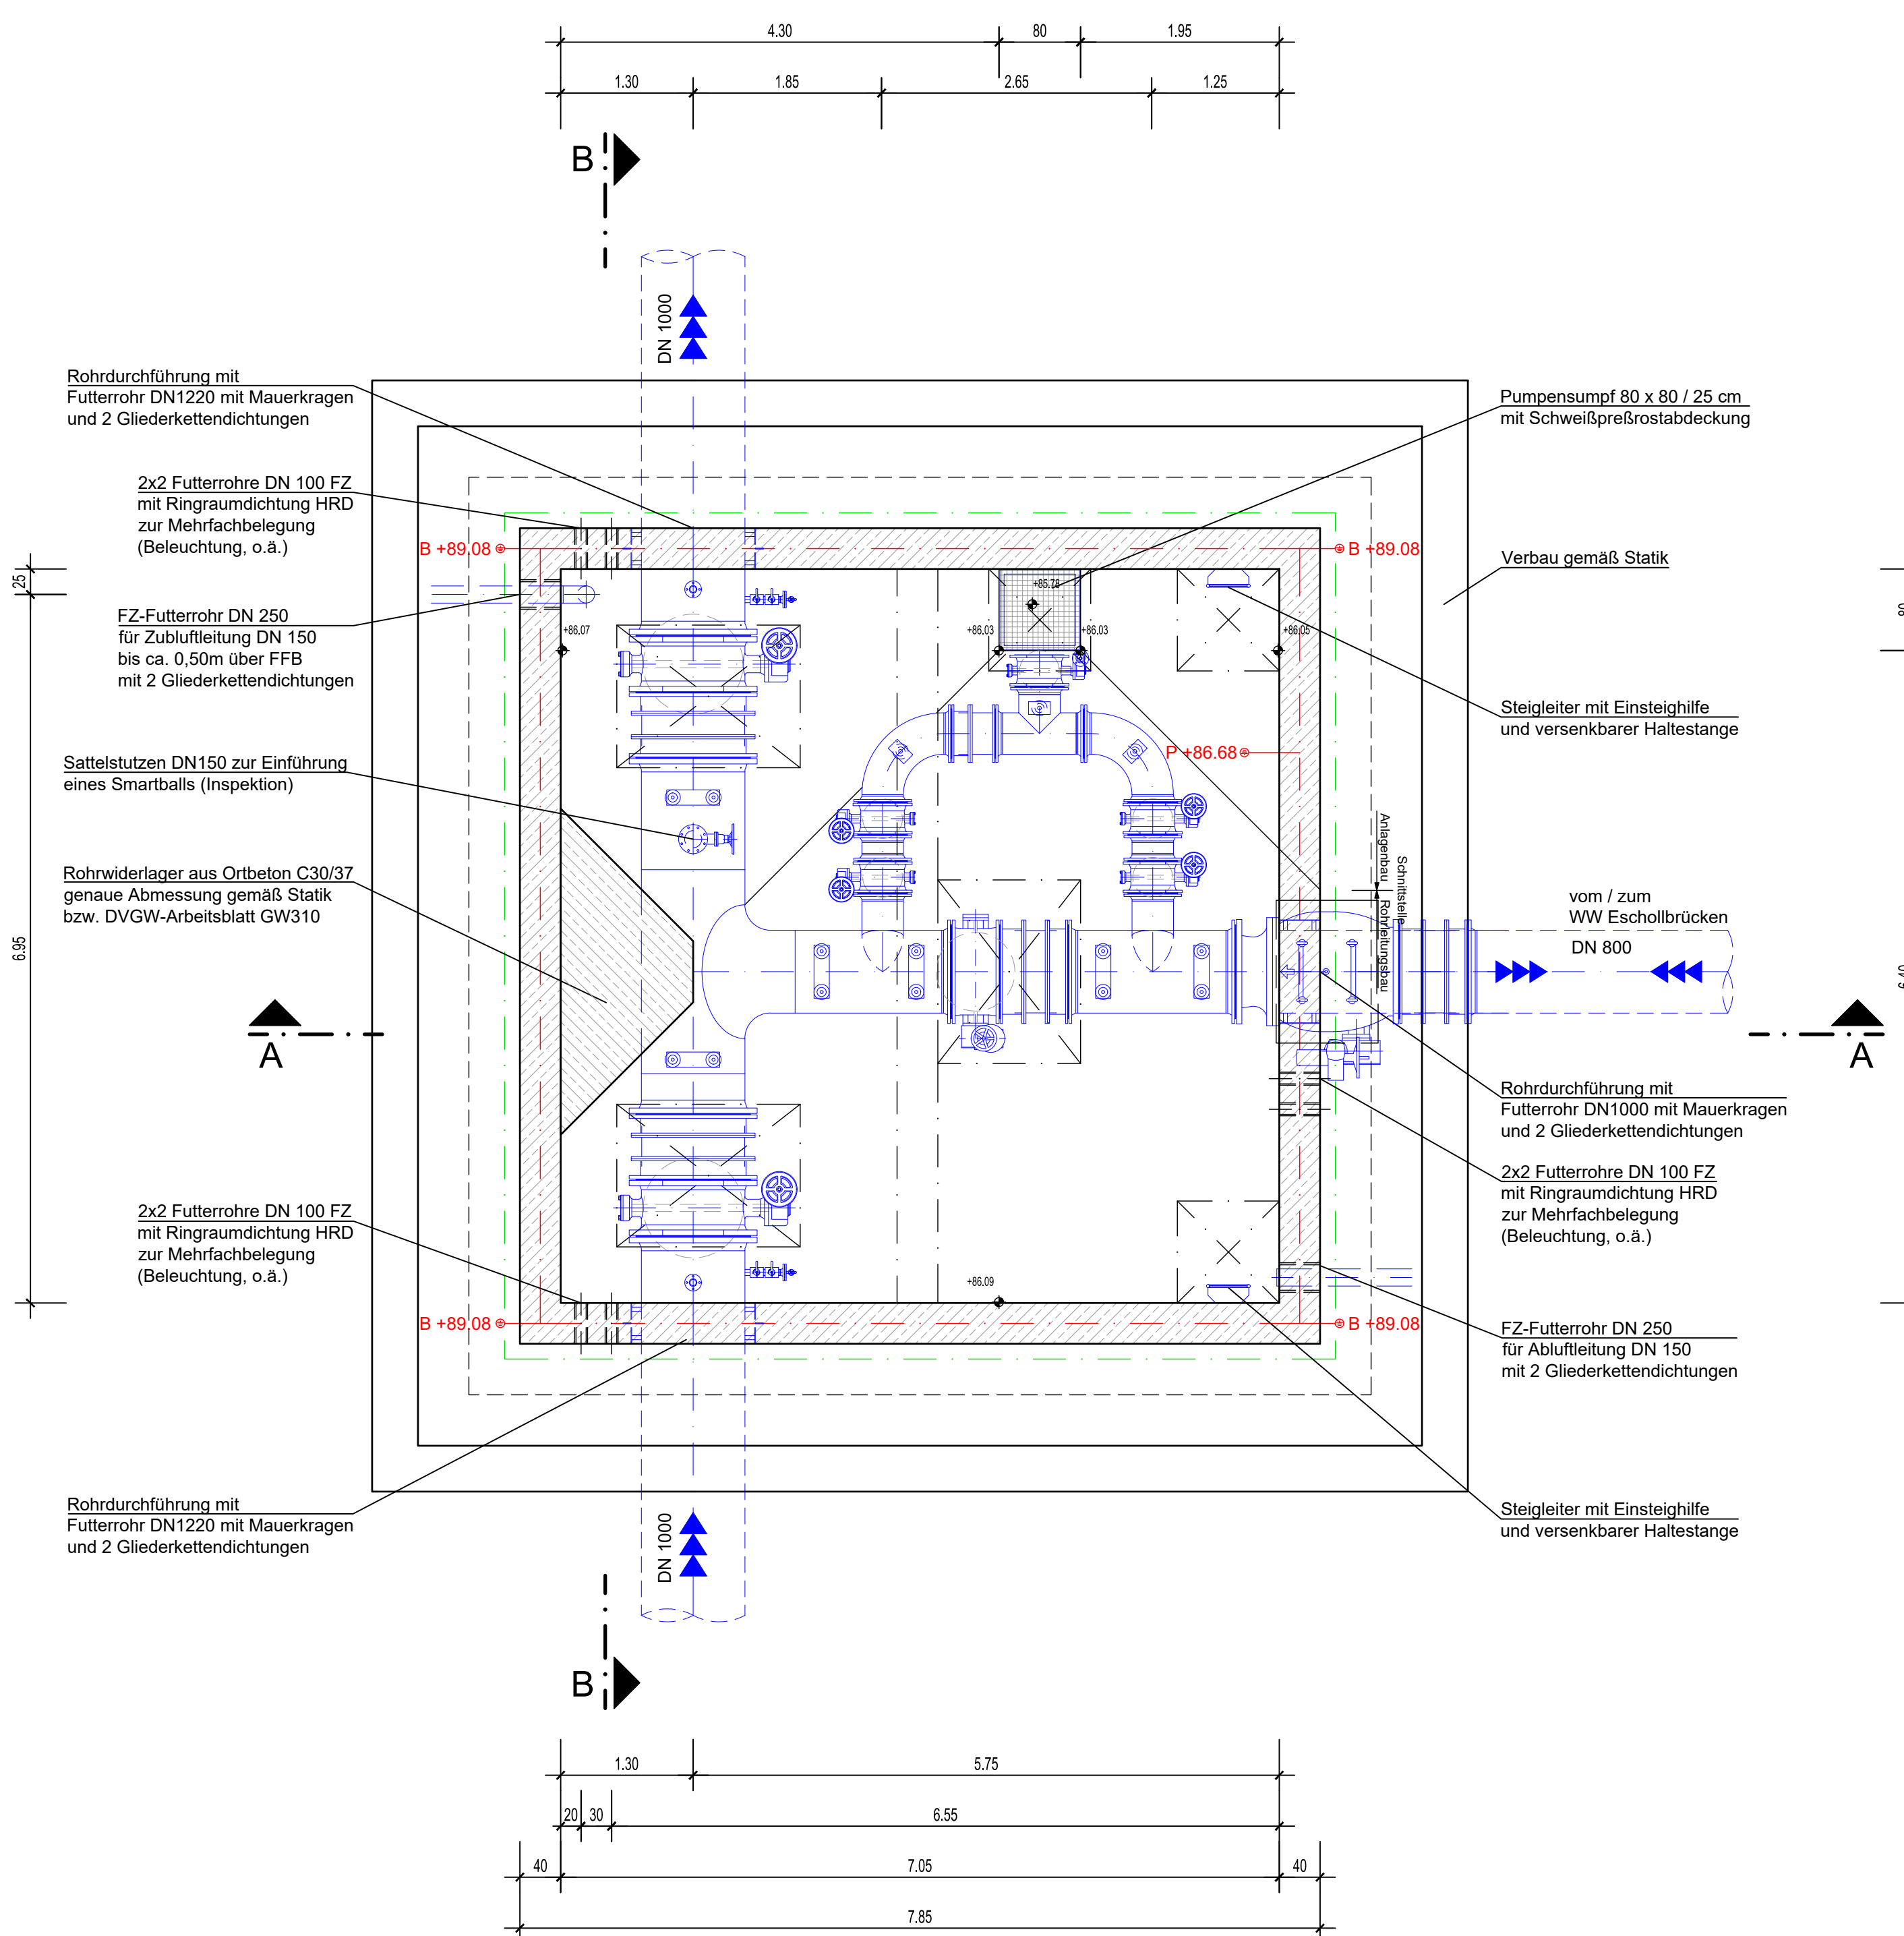 4.30
80
1.95
1.30
1.85
2.65
1.25
B
DN 1000
Rohrdurchführung mit
Futterrohr DN1220 mit Mauerkragen
und 2 Gliederkettendichtungen
Pumpensumpf 80 x 80 / 25 cm
mit Schweißpreßrostabdeckung
2x2 Futterrohre DN 100 FZ
mit Ringraumdichtung HRD
zur Mehrfachbelegung
(Beleuchtung, o.ä.)
B +89.08
B +89.08
Verbau gemäß Statik
25
80
+85.78
FZ-Futterrohr DN 250
für Zubluftleitung DN 150
bis ca. 0,50m über FFB
mit 2 Gliederkettendichtungen
+86.07
+86.03
+86.03
+86.05
Steigleiter mit Einsteighilfe
und versenkbarer Haltestange
P +86.68
Sattelstutzen DN150 zur Einführung
eines Smartballs (Inspektion)
Anlagenbau
Schnittstelle
Rohrleitungsbau
Rohrwiderlager aus Ortbeton C30/37
genaue Abmessung gemäß Statik
bzw. DVGW-Arbeitsblatt GW310
vom / zum
WW Eschollbrücken
DN 800
6.95
A
A
Rohrdurchführung mit
Futterrohr DN1000 mit Mauerkragen
und 2 Gliederkettendichtungen
2x2 Futterrohre DN 100 FZ
mit Ringraumdichtung HRD
zur Mehrfachbelegung
(Beleuchtung, o.ä.)
2x2 Futterrohre DN 100 FZ
mit Ringraumdichtung HRD
zur Mehrfachbelegung
(Beleuchtung, o.ä.)
+86.09
B +89.08
B +89.08
FZ-Futterrohr DN 250
für Abluftleitung DN 150
mit 2 Gliederkettendichtungen
Rohrdurchführung mit
Futterrohr DN1220 mit Mauerkragen
und 2 Gliederkettendichtungen
Steigleiter mit Einsteighilfe
und versenkbarer Haltestange
DN 1000
B
1.30
5.75
20
30
6.55
40
7.05
40
7.85